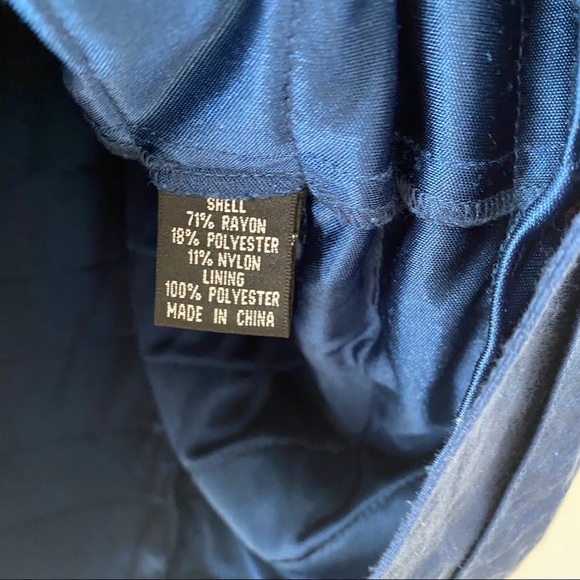 SHELL
71% RAYON
18% POLYESTER
11% NYLON
LINING
100% POLYESTER
MADE IN CHINA